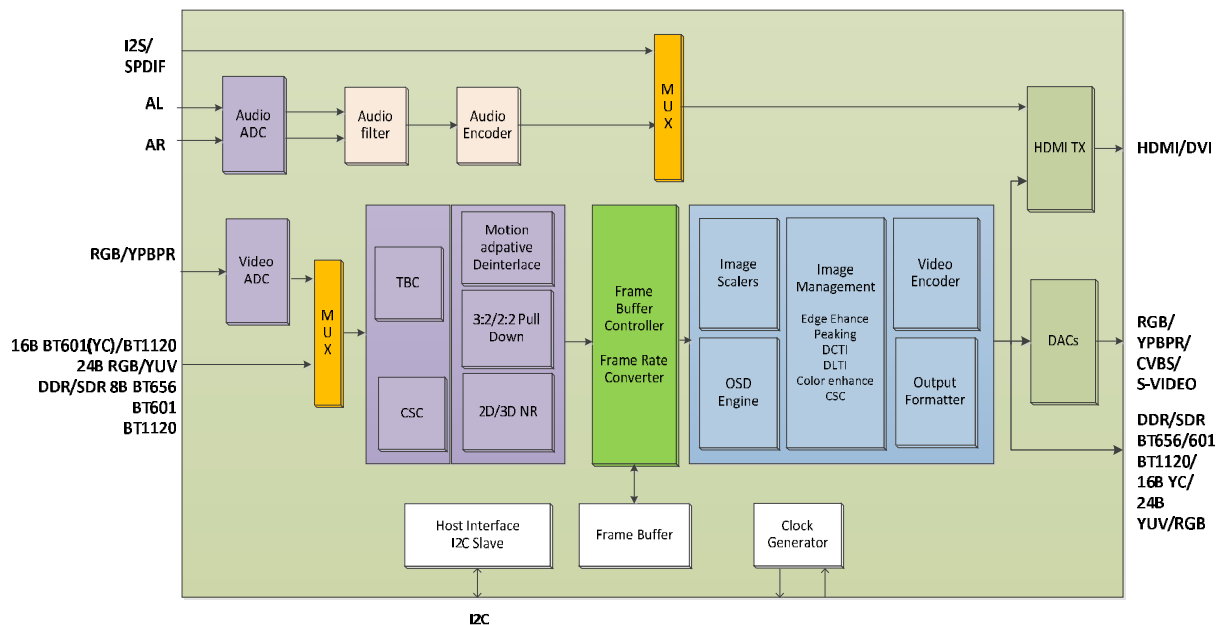 I2S/
SPDIF
AL
AR
Audio
ADC
Audio
filter
Audio
Encoder
M
U
X
HDMI TX
HDMI/DVI
RGB/YPBPR
Video
ADC
M
U
X
16B BT601(YC)/BT1120
24B RGB/YUV
DDR/SDR 8B BT656
BT601
BT1120
TBC
CSC
Motion
adpative
Deinterlace
3:2/2:2 Pull
Down
2D/3D NR
Frame
Buffer
Controller
Frame Rate
Converter
Image
Scalers
OSD
Engine
Image
Management
Edge Ehance
Peaking
DCTI
DLTI
Color enhance
CSC
Video
Encoder
Output
Formatter
DACs
RGB/
YPBPR/
CVBS/
S-VIDEO
DDR/SDR
BT656/601
BT1120/
16B YC/
24B
YUV/RGB
Host Interface
I2C Slave
Frame Buffer
Clock
Generator
I2C